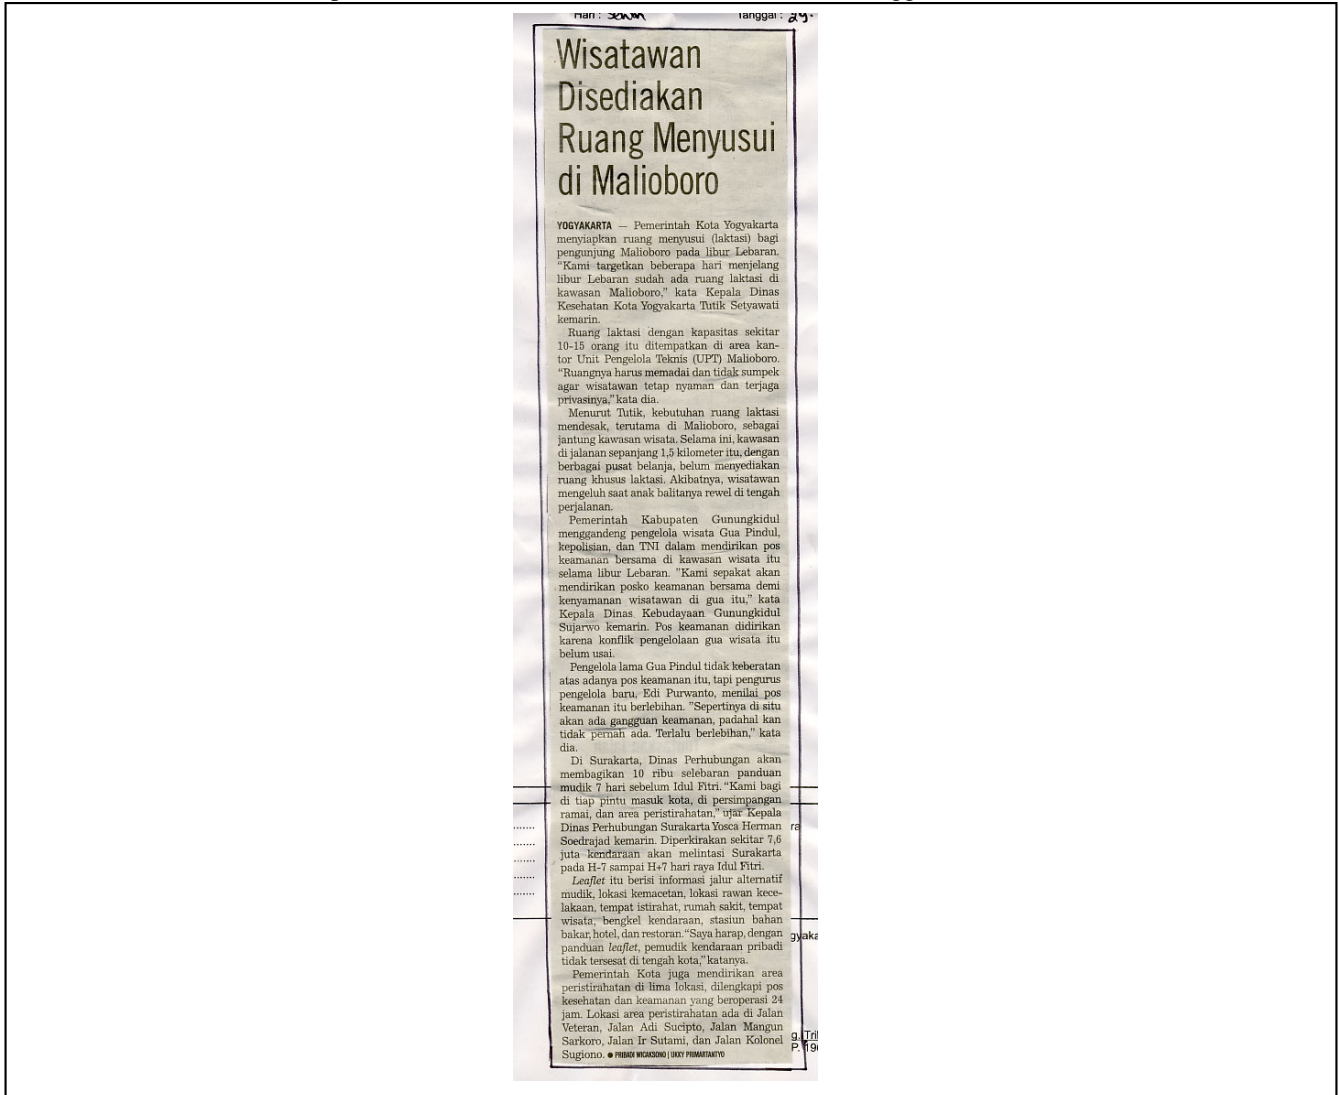 Hari : Senin Tanggal : 29.
Wisatawan
Disediakan
Ruang Menyusui
di Malioboro
YOGYAKARTA — Pemerintah Kota Yogyakarta
menyiapkan ruang menyusui (laktasi) bagi
pengunjung Malioboro pada libur Lebaran.
“Kami targetkan beberapa hari menjelang
libur Lebaran sudah ada ruang laktasi di
kawasan Malioboro,” kata Kepala Dinas
Kesehatan Kota Yogyakarta Tutik Setyawati
kemarin.
Ruang laktasi dengan kapasitas sekitar
10-15 orang itu ditempatkan di area kan-
tor Unit Pengelola Teknis (UPT) Malioboro.
“Ruangnya harus memadai dan tidak sumpek
agar wisatawan tetap nyaman dan terjaga
privasinya,” kata dia.
Menurut Tutik, kebutuhan ruang laktasi
mendesak, terutama di Malioboro, sebagai
jantung kawasan wisata. Selama ini, kawasan
di jalanan sepanjang 1,5 kilometer itu, dengan
berbagai pusat belanja, belum menyediakan
ruang khusus laktasi. Akibatnya, wisatawan
mengeluh saat anak balitanya rewel di tengah
perjalanan.
Pemerintah Kabupaten Gunungkidul
menggandeng pengelola wisata Gua Pindul,
kepolisian, dan TNI dalam mendirikan pos
keamanan bersama di kawasan wisata itu
selama libur Lebaran. ”Kami sepakat akan
mendirikan posko keamanan bersama demi
kenyamanan wisatawan di gua itu,” kata
Kepala Dinas Kebudayaan Gunungkidul
Sujarwo kemarin. Pos keamanan didirikan
karena konflik pengelolaan gua wisata itu
belum usai.
Pengelola lama Gua Pindul tidak keberatan
atas adanya pos keamanan itu, tapi pengurus
pengelola baru, Edi Purwanto, menilai pos
keamanan itu berlebihan. ”Sepertinya di situ
akan ada gangguan keamanan, padahal kan
tidak pernah ada. Terlalu berlebihan,” kata
dia.
Di Surakarta, Dinas Perhubungan akan
membagikan 10 ribu selebaran panduan
mudik 7 hari sebelum Idul Fitri. “Kami bagi
di tiap pintu masuk kota, di persimpangan
ramai, dan area peristirahatan,” ujar Kepala
Dinas Perhubungan Surakarta Yosca Herman
Soedrajad kemarin. Diperkirakan sekitar 7,6
juta kendaraan akan melintasi Surakarta
pada H-7 sampai H+7 hari raya Idul Fitri.
Leaflet itu berisi informasi jalur alternatif
mudik, lokasi kemacetan, lokasi rawan kece-
lakaan, tempat istirahat, rumah sakit, tempat
wisata, bengkel kendaraan, stasiun bahan
bakar, hotel, dan restoran. “Saya harap, dengan
panduan leaflet, pemudik kendaraan pribadi
tidak tersesat di tengah kota,” katanya.
Pemerintah Kota juga mendirikan area
peristirahatan di lima lokasi, dilengkapi pos
kesehatan dan keamanan yang beroperasi 24
jam. Lokasi area peristirahatan ada di Jalan
Veteran, Jalan Adi Sucipto, Jalan Mangun
Sarkoro, Jalan Ir Sutami, dan Jalan Kolonel
Sugiono. ● PRIBADI WICAKSONO | UKKY PRIMARTANTYO